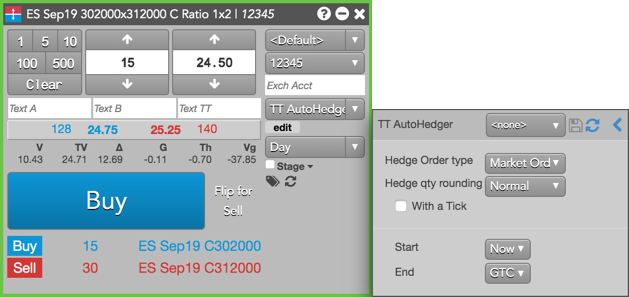 ES Sep19 302000x312000 C Ratio 1x2 | 12345
1 5 10
100 500
Clear
15
24.50
<Default>
12345
Exch Acct
Text A
Text B
Text TT
TT AutoHedge
128 24.75 25.25 140
edit
V TV Δ G Th Vg
10.43 24.71 12.69 -0.11 -0.70 -37.85
Day
Stage
Buy
Flip for
Sell
Buy 15 ES Sep19 C302000
Sell 30 ES Sep19 C312000
TT AutoHedger <none>
Hedge Order type Market Ord
Hedge qty rounding Normal
With a Tick
Start Now
End GTC